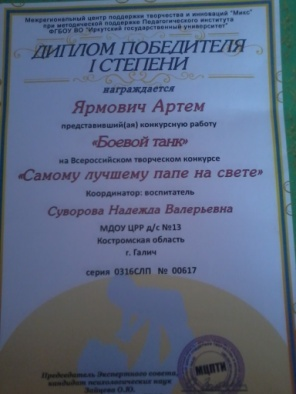 Межрегиональный центр поддержки творчества и инноваций "Микс"
при методической поддержке Педагогического института
ФГБОУ ВО "Иркутский государственный университет"
ДИПЛОМ ПОБЕДИТЕЛЯ
I СТЕПЕНИ
награждается
Ярмович Артем
представивший(ая) конкурсную работу
«Боевой танк»
на Всероссийском творческом конкурсе
«Самому лучшему папе на свете»
Координатор: воспитатель
Суворова Надежда Валерьевна
МДОУ ЦРР д/с №13
Костромская область
г. Галич
серия 0316СЛП № 00617
Председатель Экспертного совета,
кандидат психологических наук
Зайцева О.Ю.